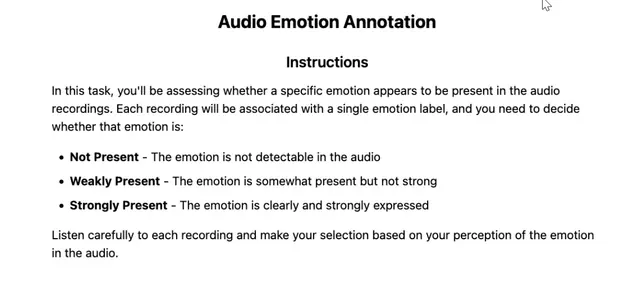 Audio Emotion Annotation
Instructions
In this task, you'll be assessing whether a specific emotion appears to be present in the audio
recordings. Each recording will be associated with a single emotion label, and you need to decide
whether that emotion is:
• Not Present - The emotion is not detectable in the audio
• Weakly Present - The emotion is somewhat present but not strong
• Strongly Present - The emotion is clearly and strongly expressed
Listen carefully to each recording and make your selection based on your perception of the emotion
in the audio.